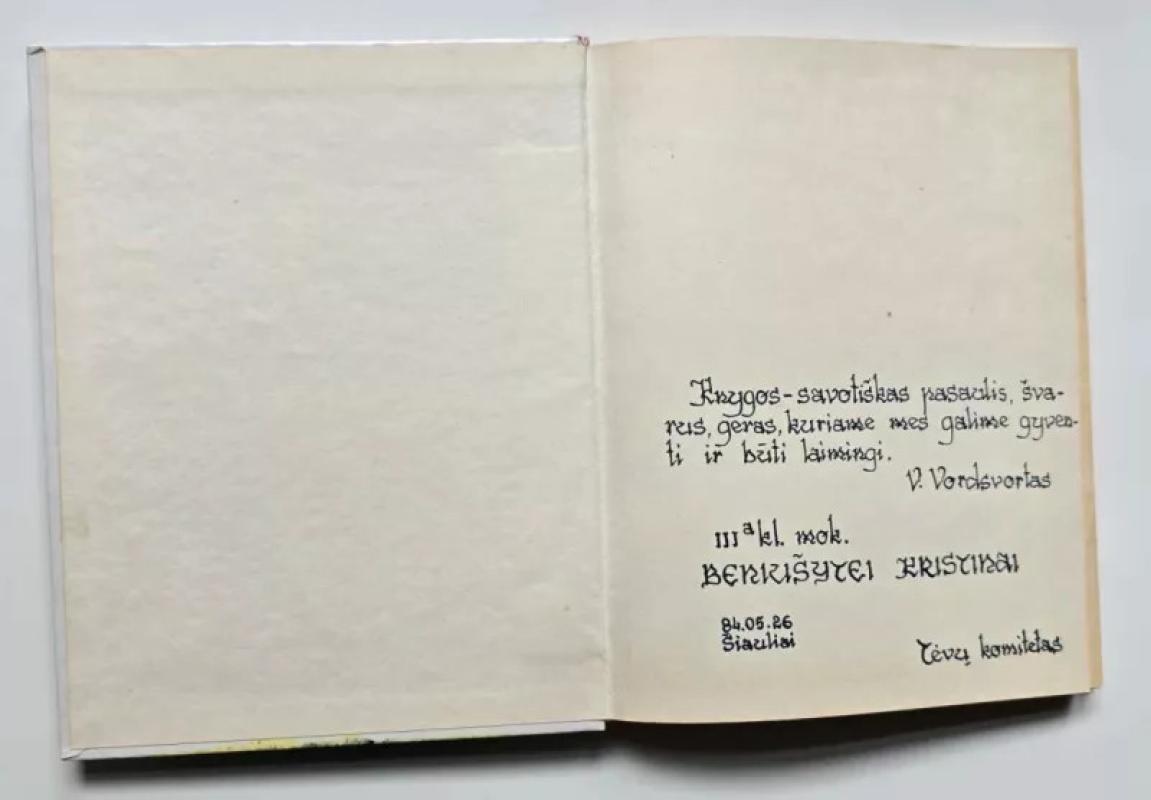 Knygos-savotiškas pasaulis, šva-
rus, geras, kuriame mes galime gyven-
ti ir būti laimingi.
V. Vordsvortas
IIIᵃ kl. mok.
BENKIŠYTEI KRISTINAI
84.05.26
Šiauliai
Tėvų komitetas